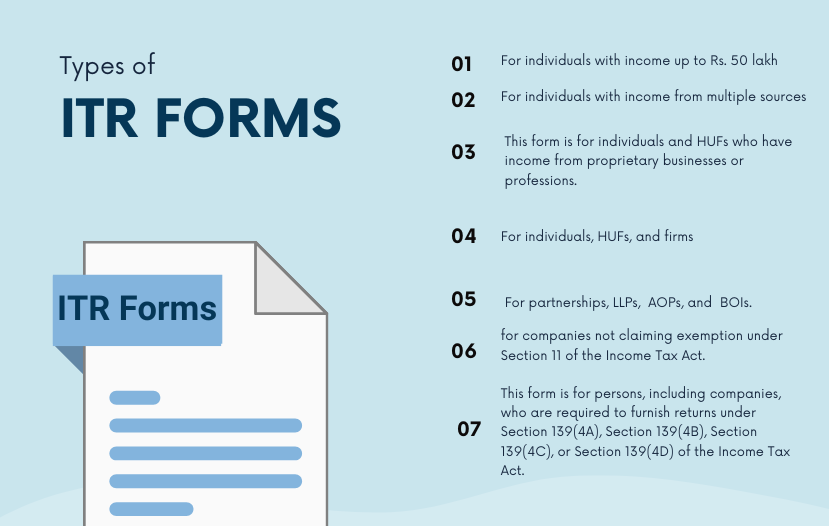 Types of
ITR FORMS
ITR Forms
01 For individuals with income up to Rs. 50 lakh
02 For individuals with income from multiple sources
03 This form is for individuals and HUFs who have
income from proprietary businesses or
professions.
04 For individuals, HUFs, and firms
05 For partnerships, LLPs, AOPs, and BOIs.
06 for companies not claiming exemption under
Section 11 of the Income Tax Act.
07 This form is for persons, including companies,
who are required to furnish returns under
Section 139(4A), Section 139(4B), Section
139(4C), or Section 139(4D) of the Income Tax
Act.